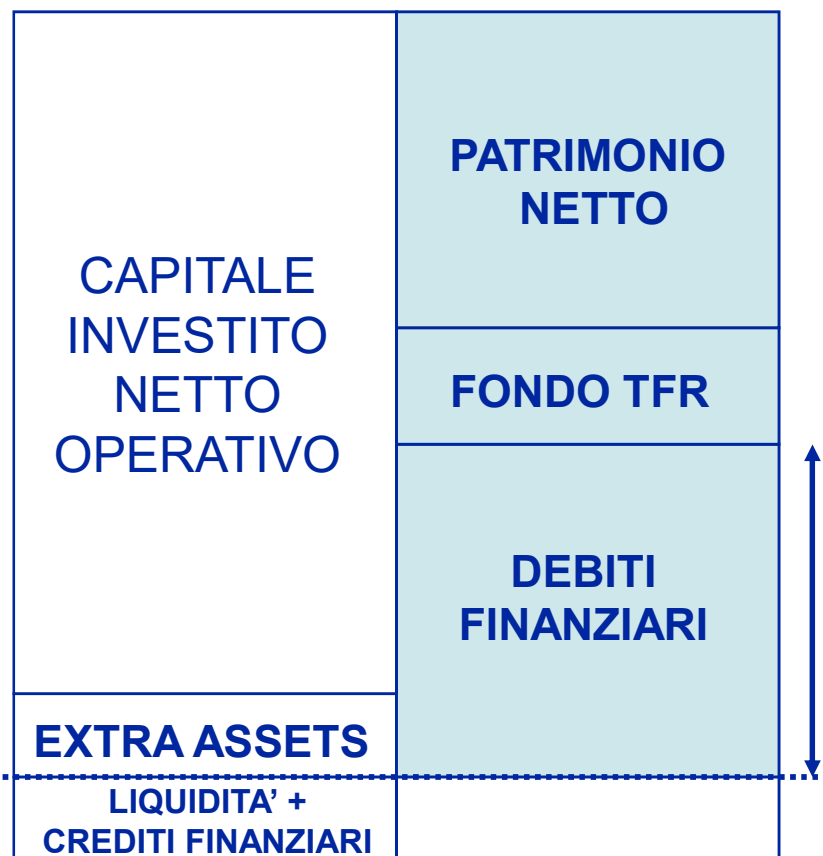 CAPITALE
INVESTITO
NETTO
OPERATIVO
EXTRA ASSETS
LIQUIDITA’ +
CREDITI FINANZIARI
PATRIMONIO
NETTO
FONDO TFR
DEBITI
FINANZIARI